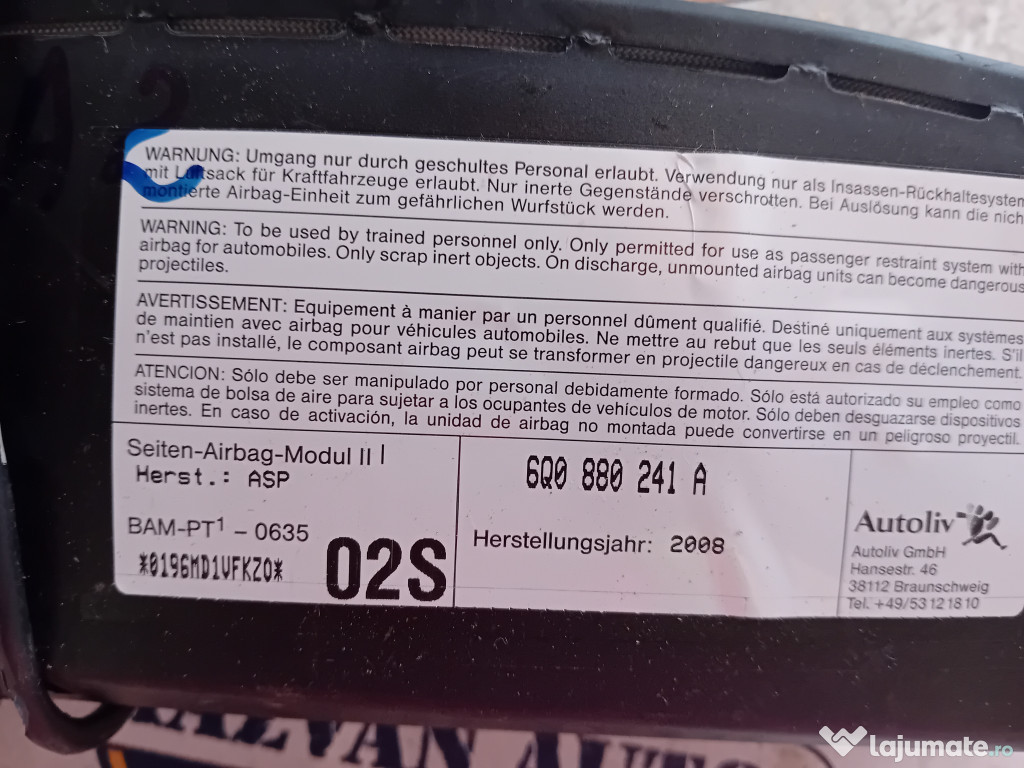 WARNUNG: Umgang nur durch geschultes Personal erlaubt. Verwendung nur als Insassen-Rückhaltesystem
mit Luftsack für Kraftfahrzeuge erlaubt. Nur inerte Gegenstände verschrotten. Bei Auslösung kann die nich
montierte Airbag-Einheit zum gefährlichen Wurfstück werden.
WARNING: To be used by trained personnel only. Only permitted for use as passenger restraint system with
airbag for automobiles. Only scrap inert objects. On discharge, unmounted airbag units can become dangerous
projectiles.
AVERTISSEMENT: Equipement à manier par un personnel dûment qualifié. Destiné uniquement aux systèmes
de maintien avec airbag pour véhicules automobiles. Ne mettre au rebut que les seuls éléments inertes. S'il
n'est pas installé, le composant airbag peut se transformer en projectile dangereux en cas de déclenchement.
ATENCION: Sólo debe ser manipulado por personal debidamente formado. Sólo está autorizado su empleo como
sistema de bolsa de aire para sujetar a los ocupantes de vehículos de motor. Sólo deben desguazarse dispositivos
inertes. En caso de activación, la unidad de airbag no montada puede convertirse en un peligroso proyectil.
Seiten-Airbag-Modul II I
Herst.: ASP
BAM-PT1 – 0635
*0196MD1VFKZO*
02S
6Q0 880 241 A
Herstellungsjahr: 2008
Autoliv
Autoliv GmbH
Hansestr. 46
38112 Braunschweig
Tel. +49/53 12 18 10
lajumate.ro